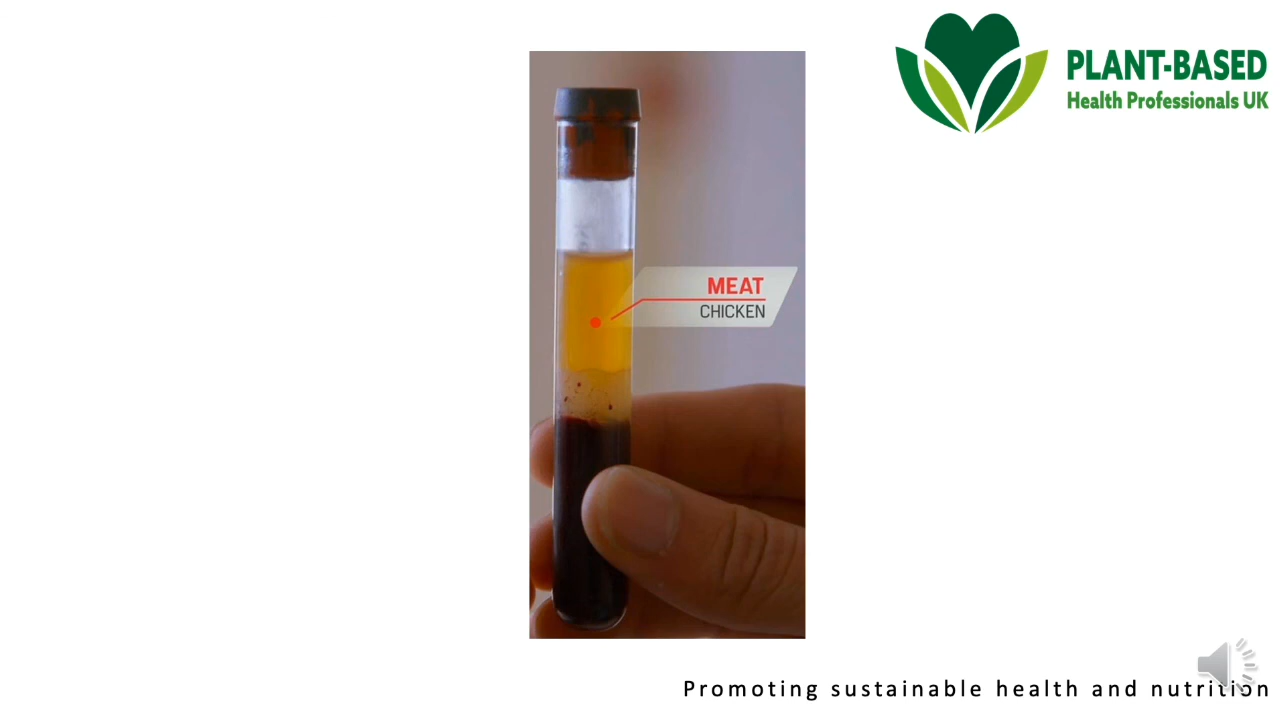 PLANT-BASED
Health Professionals UK
MEAT
CHICKEN
Promoting sustainable health and nutrition